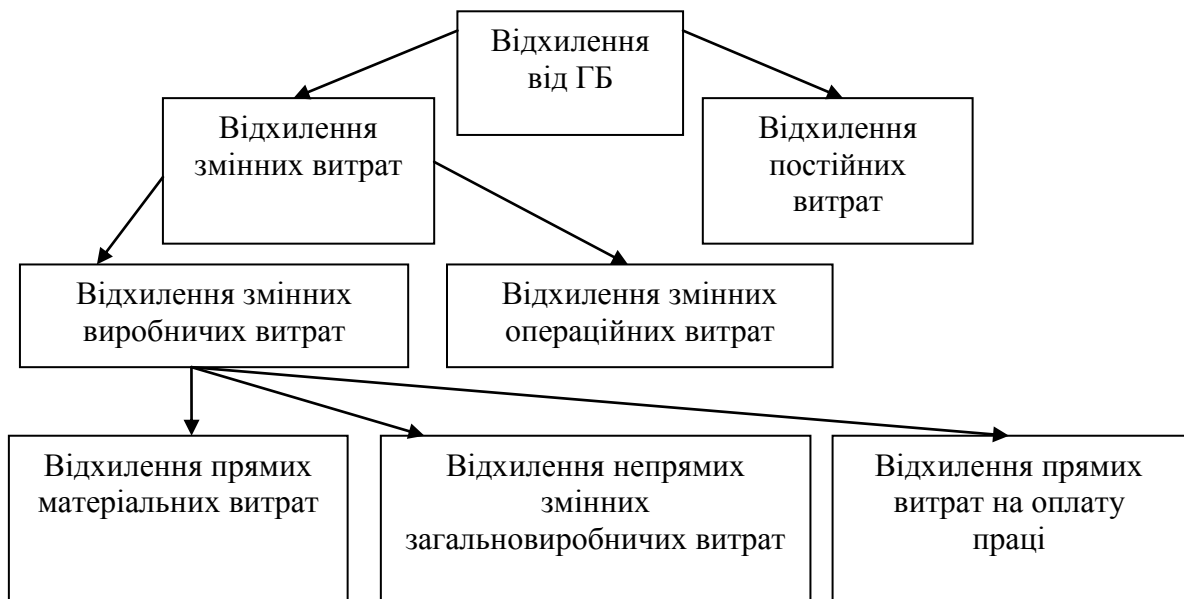 Відхилення
від ГБ
Відхилення
змінних витрат
Відхилення
постійних
витрат
Відхилення змінних
виробничих витрат
Відхилення змінних
операційних витрат
Відхилення прямих
матеріальних витрат
Відхилення непрямих
змінних
загальновиробничих витрат
Відхилення прямих
витрат на оплату
праці